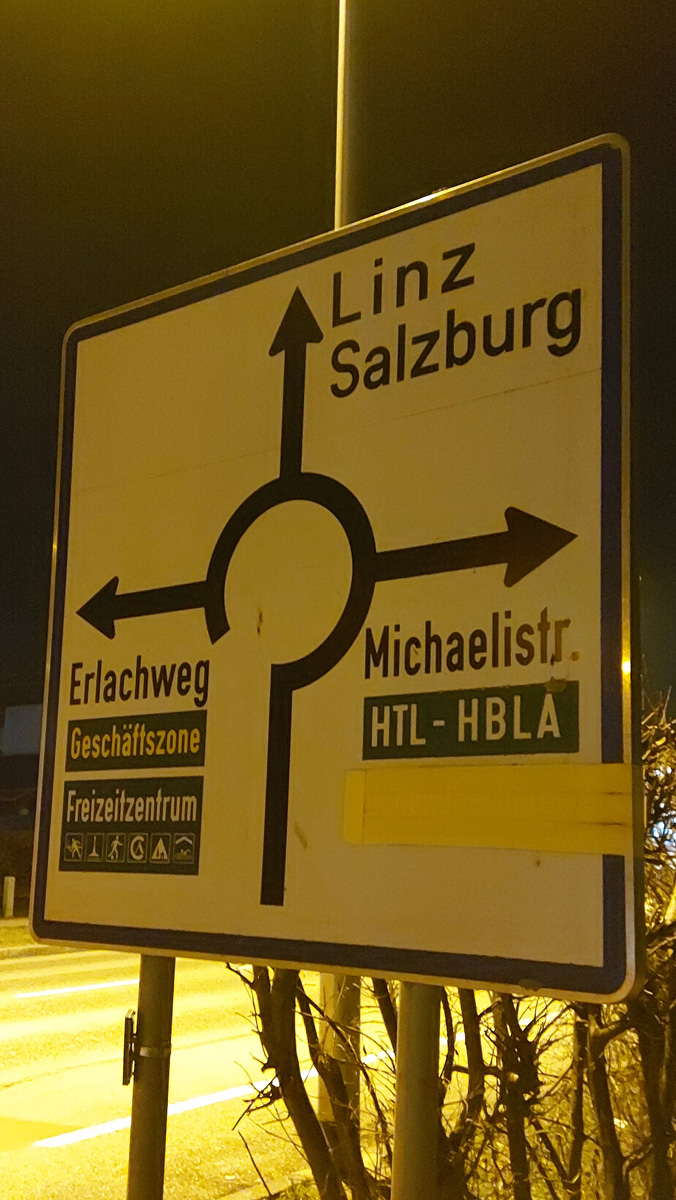 Linz
Salzburg
Erlachweg
Geschäftszone
Freizeitzentrum
Michaelistr.
HTL - HBLA